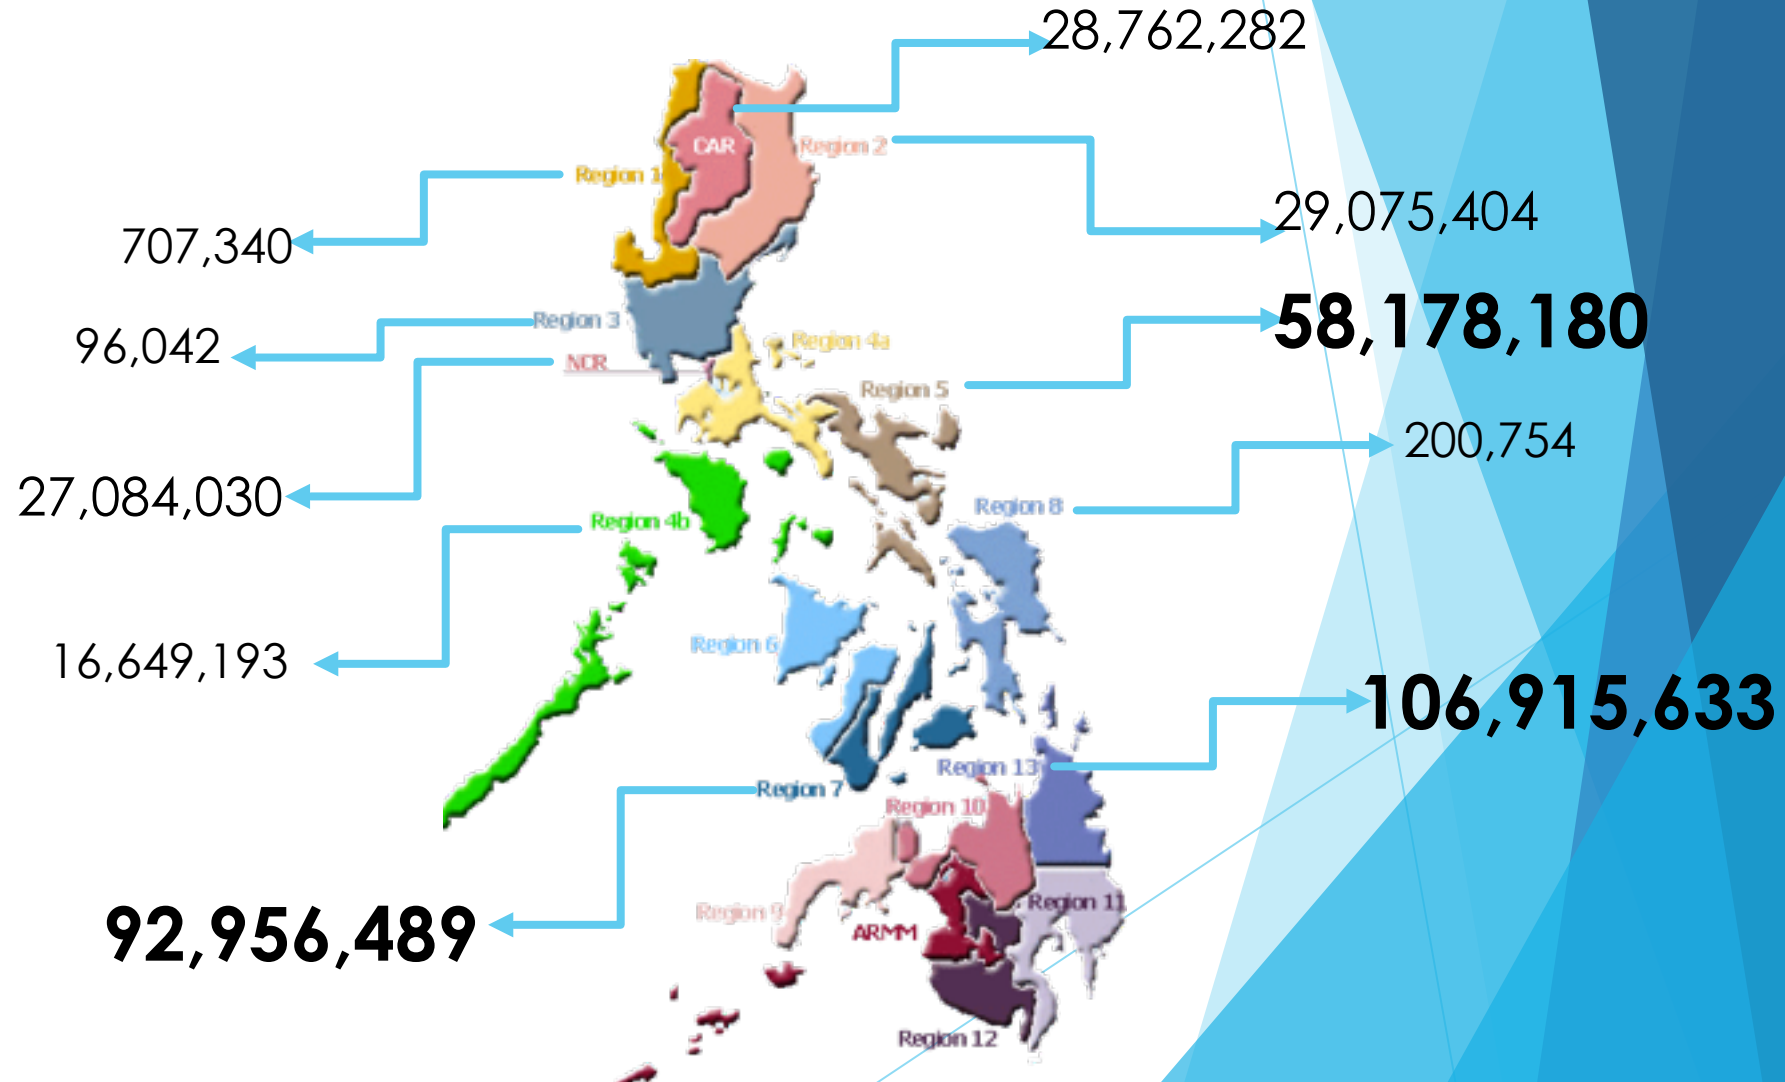 28,762,282
CAR
Region 2
Region 1
29,075,404
707,340
58,178,180
Region 3
96,042
Region 4a
NCR
Region 5
200,754
27,084,030
Region 8
Region 4b
Region 6
16,649,193
106,915,633
Region 13
Region 7
Region 10
Region 11
Region 9
92,956,489
ARMM
Region 12